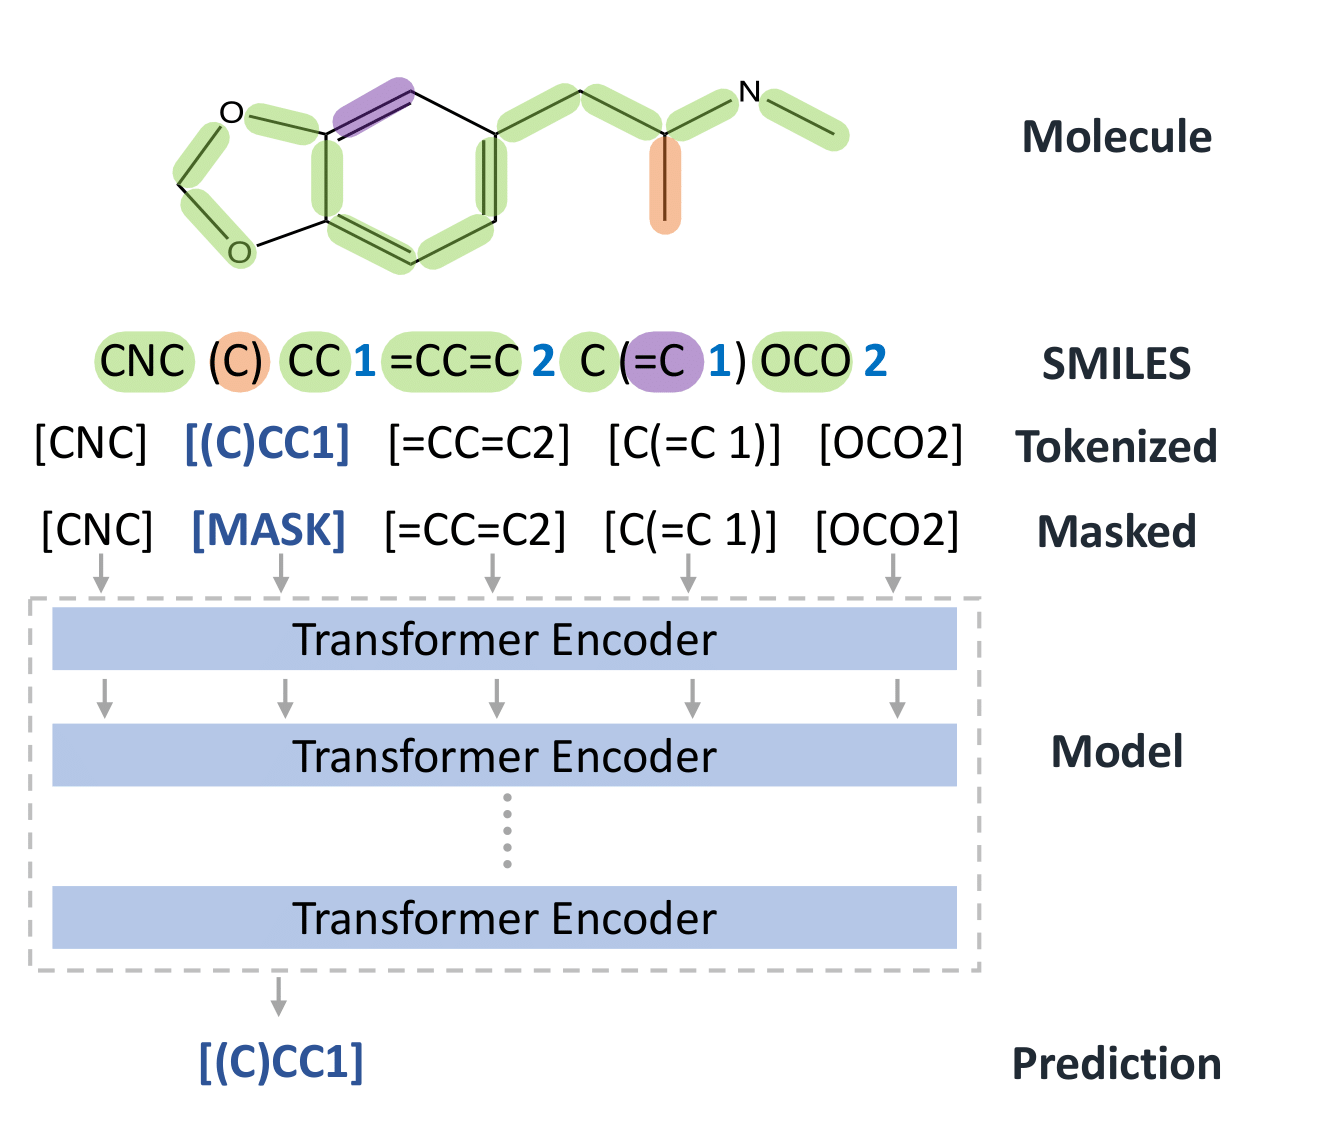 N
O
O
Molecule
CNC (C) CC 1 =CC=C 2 C (=C 1) OCO 2 SMILES
[CNC] [(C)CC1] [=CC=C2] [C(=C 1)] [OCO2] Tokenized
[CNC] [MASK] [=CC=C2] [C(=C 1)] [OCO2] Masked
Transformer Encoder
Transformer Encoder
Model
Transformer Encoder
[(C)CC1] Prediction